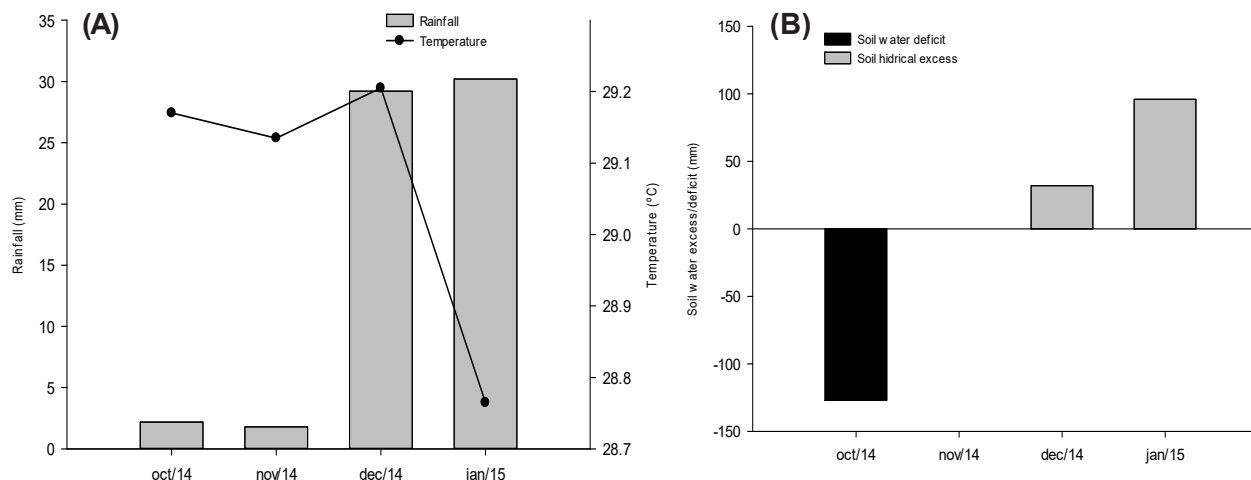 (A)
Rainfall
Temperature
35
30
25
20
15
10
5
0
Rainfall (mm)
29.2
29.1
29.0
28.9
28.8
28.7
Temperature (ºC)
oct/14 nov/14 dec/14 jan/15
(B)
Soil water deficit
Soil hidrical excess
150
100
50
0
-50
-100
-150
Soil water excess/deficit (mm)
oct/14 nov/14 dec/14 jan/15